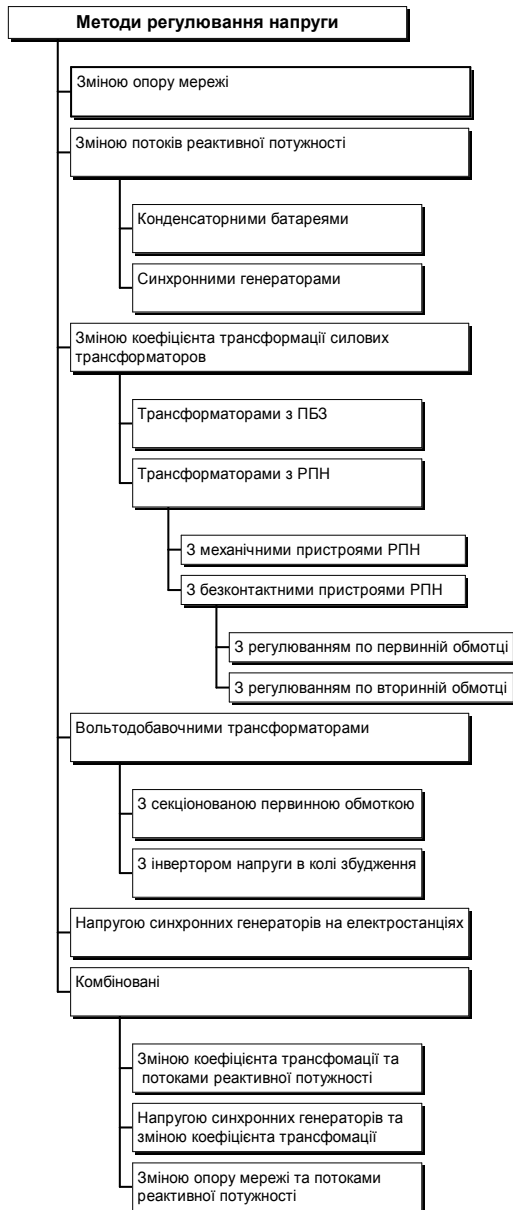 Методи регулювання напруги
Зміною опору мережі
Зміною потоків реактивної потужності
Конденсаторними батареями
Синхронними генераторами
Зміною коефіцієнта трансформації силових
трансформаторов
Трансформаторами з ПБЗ
Трансформаторами з РПН
З механічними пристроями РПН
З безконтактними пристроями РПН
З регулюванням по первинній обмотці
З регулюванням по вторинній обмотці
Вольтодобавочними трансформаторами
З секціонованою первинною обмоткою
З інвертором напруги в колі збудження
Напругою синхронних генераторів на електростанціях
Комбіновані
Зміною коефіцієнта трансфомації та
потоками реактивної потужності
Напругою синхронних генераторів та
зміною коефіцієнта трансфомації
Зміною опору мережі та потоками
реактивної потужності